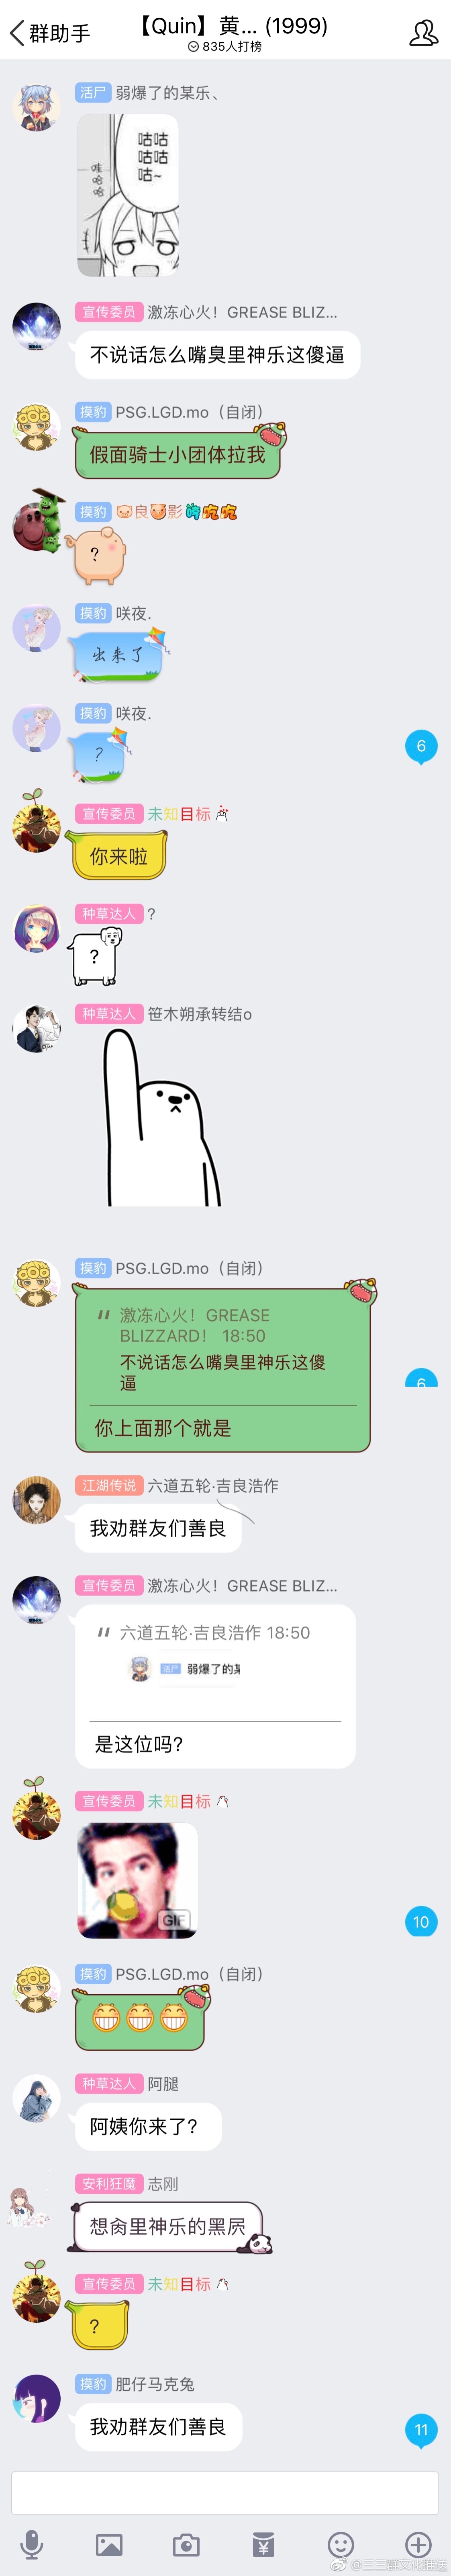 群助手
【Quin】黄... (1999)
835人打榜
活尸 弱爆了的某乐、
咕咕
咕咕
咕~
哇哈哈
宣传委员 激冻心火！GREASE BLIZ...
不说话怎么嘴臭里神乐这傻逼
摸豹 PSG.LGD.mo（自闭）
假面骑士小团体拉我
摸豹 良影 哼吃吃
?
摸豹 咲夜.
出来了
摸豹 咲夜.
?
6
宣传委员 未知目标
你来啦
种草达人 ?
?
种草达人 笹木朔承转结o
摸豹 PSG.LGD.mo（自闭）
激冻心火！GREASE
BLIZZARD！ 18:50
不说话怎么嘴臭里神乐这傻
逼
6
你上面那个就是
江湖传说 六道五轮·吉良浩作
我劝群友们善良
宣传委员 激冻心火！GREASE BLIZ...
六道五轮·吉良浩作 18:50
活尸 弱爆了的某
是这位吗?
宣传委员 未知目标
GIF
10
摸豹 PSG.LGD.mo（自闭）
种草达人 阿腿
阿姨你来了?
安利狂魔 志刚
想肏里神乐的黑屄
宣传委员 未知目标
?
摸豹 肥仔马克兔
我劝群友们善良
11